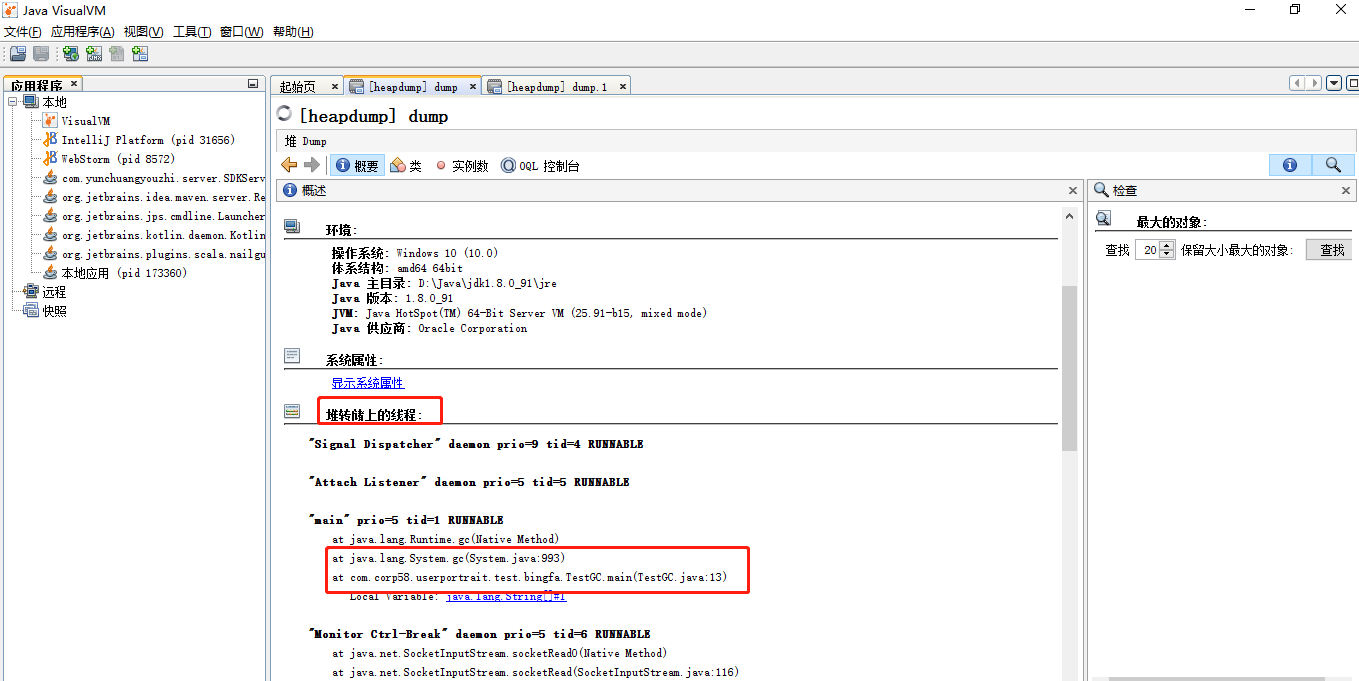 Java VisualVM
文件(F) 应用程序(A) 视图(V) 工具(T) 窗口(W) 帮助(H)
应用程序
本地
VisualVM
IntelliJ Platform (pid 31656)
WebStorm (pid 8572)
com.yunchuangyouzhi.server.SDKServ
org.jetbrains.idea.maven.server.Re
org.jetbrains.jps.cmdline.Launcher
org.jetbrains.kotlin.daemon.Kotlin
org.jetbrains.plugins.scala.nailgu
本地应用 (pid 173360)
远程
快照
起始页 [heapdump] dump [heapdump] dump.1
[heapdump] dump
堆 Dump
概要 类 实例数 OQL 控制台
概述
环境:
操作系统: Windows 10 (10.0)
体系结构: amd64 64bit
Java 主目录: D:\Java\jdk1.8.0_91\jre
Java 版本: 1.8.0_91
JVM: Java HotSpot(TM) 64-Bit Server VM (25.91-b15, mixed mode)
Java 供应商: Oracle Corporation
系统属性:
显示系统属性
堆转储上的线程:
"Signal Dispatcher" daemon prio=9 tid=4 RUNNABLE
"Attach Listener" daemon prio=5 tid=5 RUNNABLE
"main" prio=5 tid=1 RUNNABLE
at java.lang.Runtime.gc(Native Method)
at java.lang.System.gc(System.java:993)
at com.corp58.userportrait.test.bingfa.TestGC.main(TestGC.java:13)
Local Variable: java.lang.String[]#1
"Monitor Ctrl-Break" daemon prio=5 tid=6 RUNNABLE
at java.net.SocketInputStream.socketRead0(Native Method)
at java.net.SocketInputStream.socketRead(SocketInputStream.java:116)
检查
最大的对象:
查找 20 保留大小最大的对象: 查找